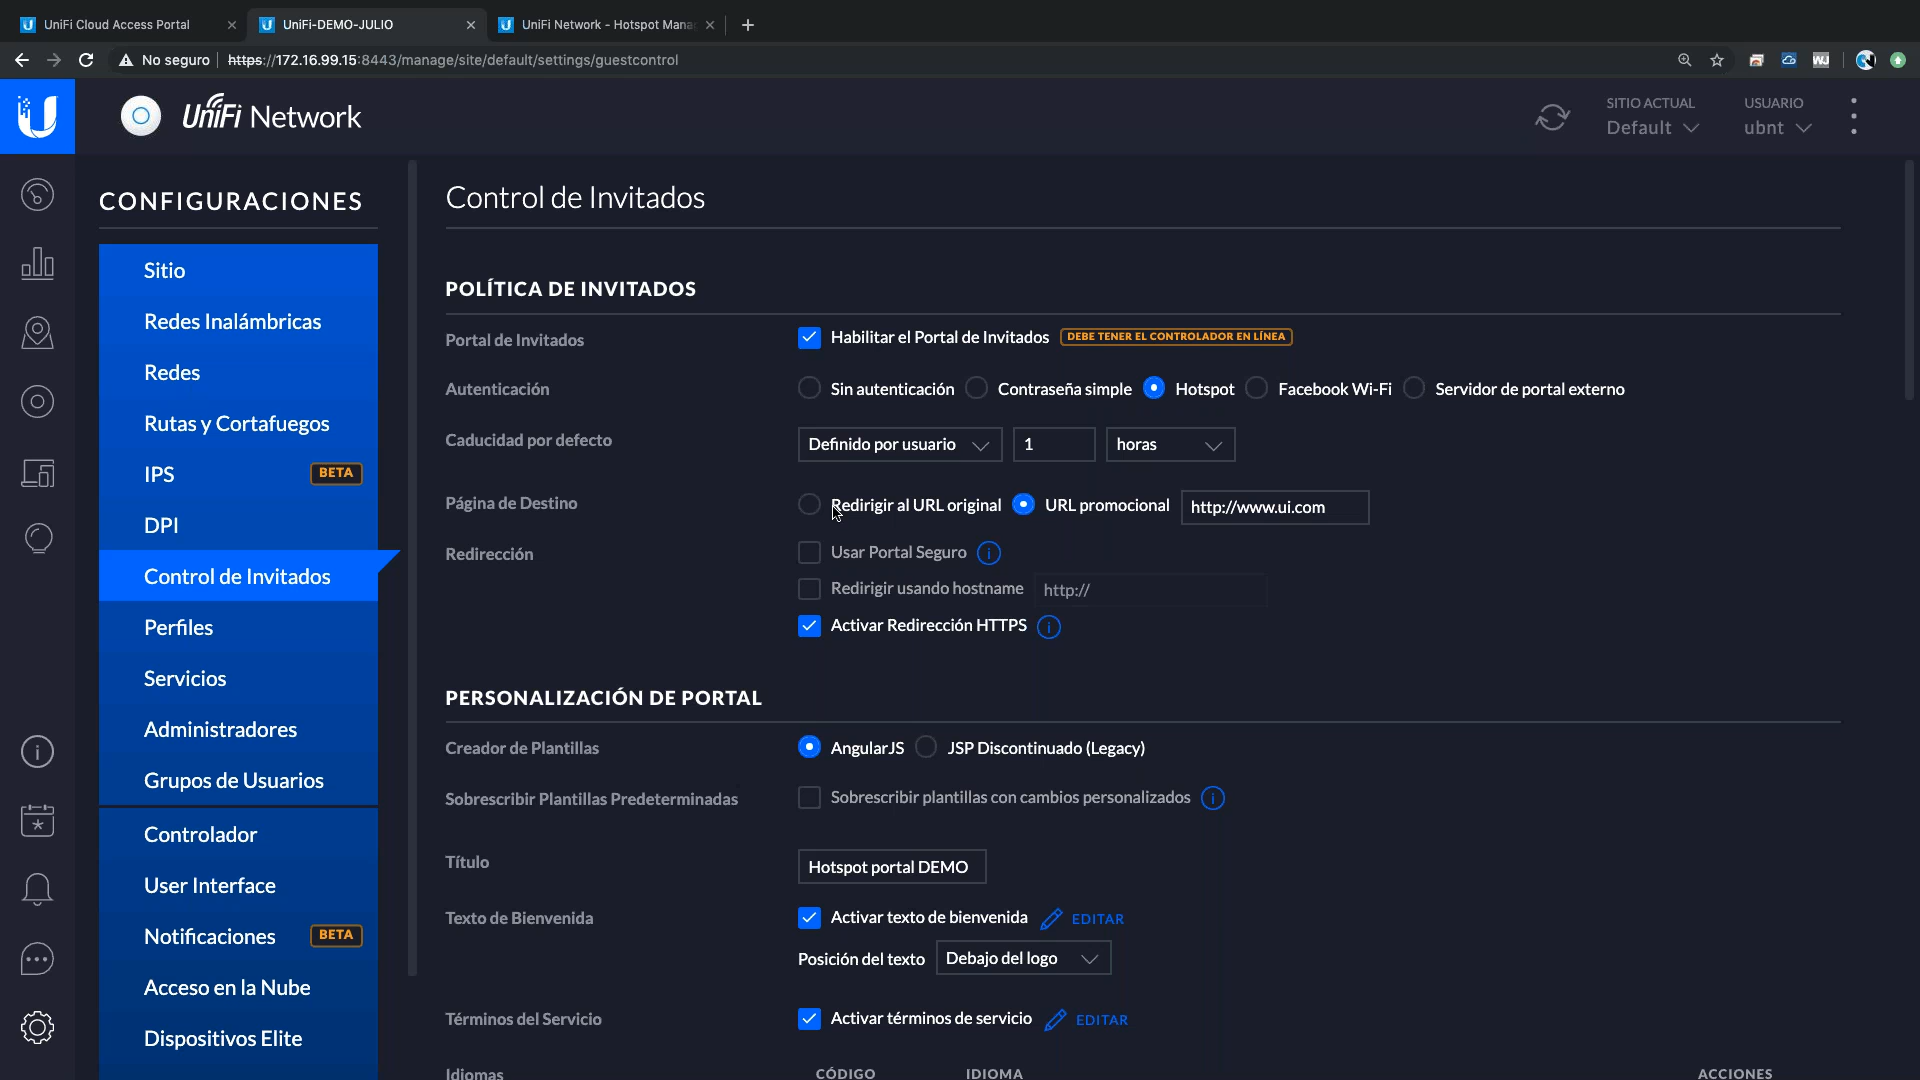 UniFi Cloud Access Portal
UniFi-DEMO-JULIO
UniFi Network - Hotspot Mana
No seguro
https://172.16.99.15:8443/manage/site/default/settings/guestcontrol
UniFi Network
SITIO ACTUAL
Default
USUARIO
ubnt
CONFIGURACIONES
Sitio
Redes Inalámbricas
Redes
Rutas y Cortafuegos
IPS BETA
DPI
Control de Invitados
Perfiles
Servicios
Administradores
Grupos de Usuarios
Controlador
User Interface
Notificaciones BETA
Acceso en la Nube
Dispositivos Elite
Control de Invitados
POLÍTICA DE INVITADOS
Portal de Invitados Habilitar el Portal de Invitados DEBE TENER EL CONTROLADOR EN LÍNEA
Autenticación Sin autenticación Contraseña simple Hotspot Facebook Wi-Fi Servidor de portal externo
Caducidad por defecto Definido por usuario 1 horas
Página de Destino Redirigir al URL original URL promocional http://www.ui.com
Redirección Usar Portal Seguro
Redirigir usando hostname http://
Activar Redirección HTTPS
PERSONALIZACIÓN DE PORTAL
Creador de Plantillas AngularJS JSP Discontinuado (Legacy)
Sobrescribir Plantillas Predeterminadas Sobrescribir plantillas con cambios personalizados
Título Hotspot portal DEMO
Texto de Bienvenida Activar texto de bienvenida EDITAR
Posición del texto Debajo del logo
Términos del Servicio Activar términos de servicio EDITAR
Idiomas CÓDIGO IDIOMA ACCIONES